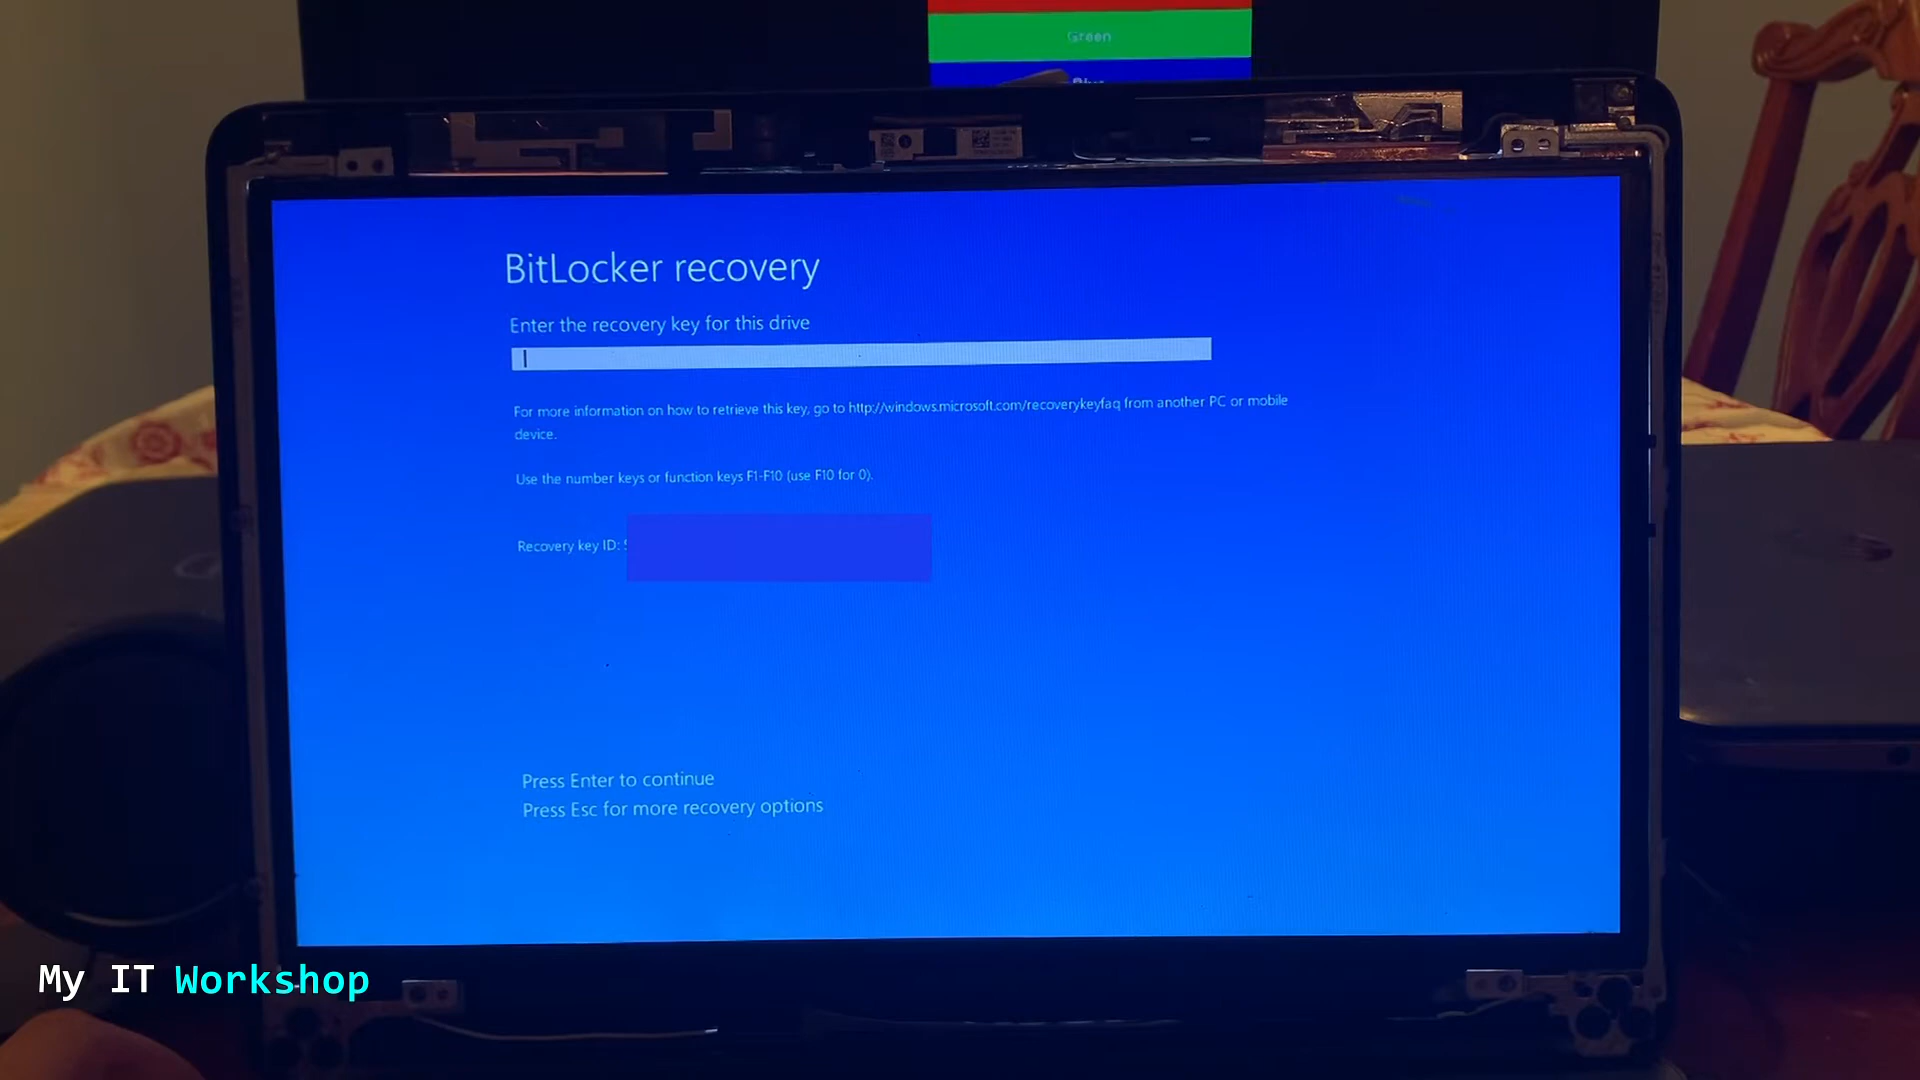 Green
BitLocker recovery
Enter the recovery key for this drive
For more information on how to retrieve this key, go to http://windows.microsoft.com/recoverykeyfaq from another PC or mobile
device.
Use the number keys or function keys F1-F10 (use F10 for 0).
Recovery key ID:
Press Enter to continue
Press Esc for more recovery options
My IT Workshop